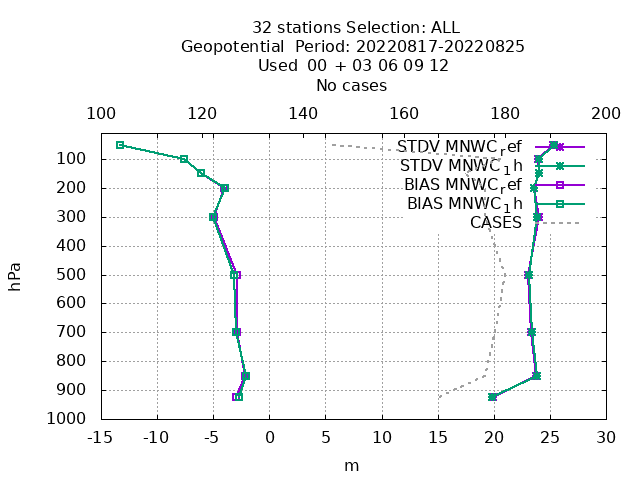 32 stations Selection: ALL
Geopotential  Period: 20220817-20220825
Used  00 + 03 06 09 12
No cases
100 120 140 160 180 200
STDV MNWC_ref
STDV MNWC_1h
BIAS MNWC_ref
BIAS MNWC_1h
CASES
100
200
300
400
500
600
700
800
900
1000
hPa
-15 -10 -5 0 5 10 15 20 25 30
m